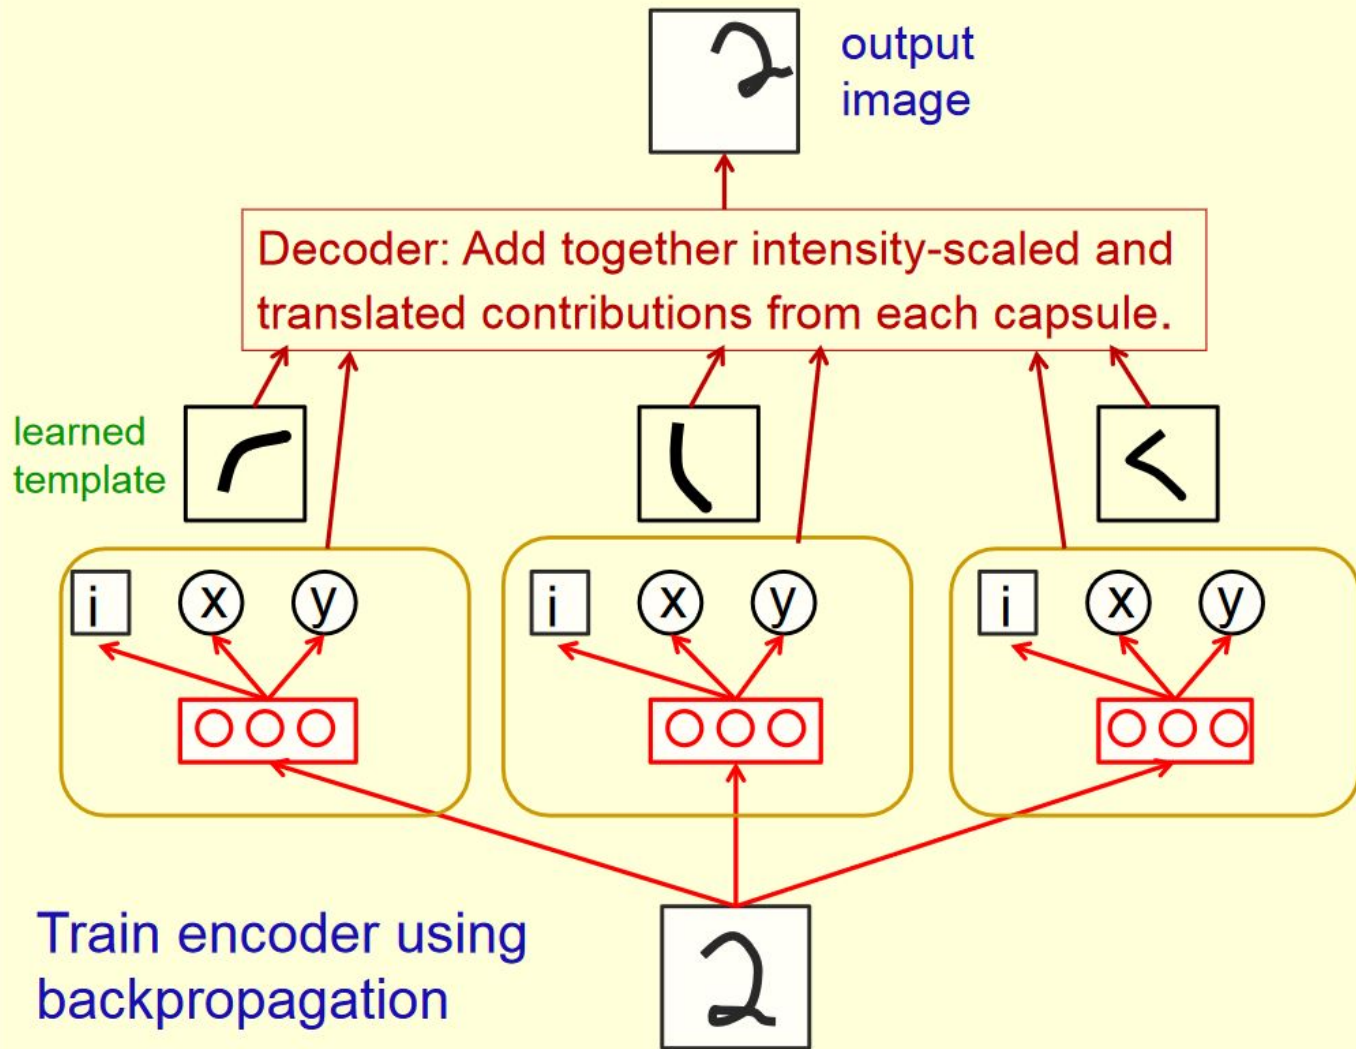 output
image
Decoder: Add together intensity-scaled and
translated contributions from each capsule.
learned
template
i x y
i x y
i x y
Train encoder using
backpropagation
2